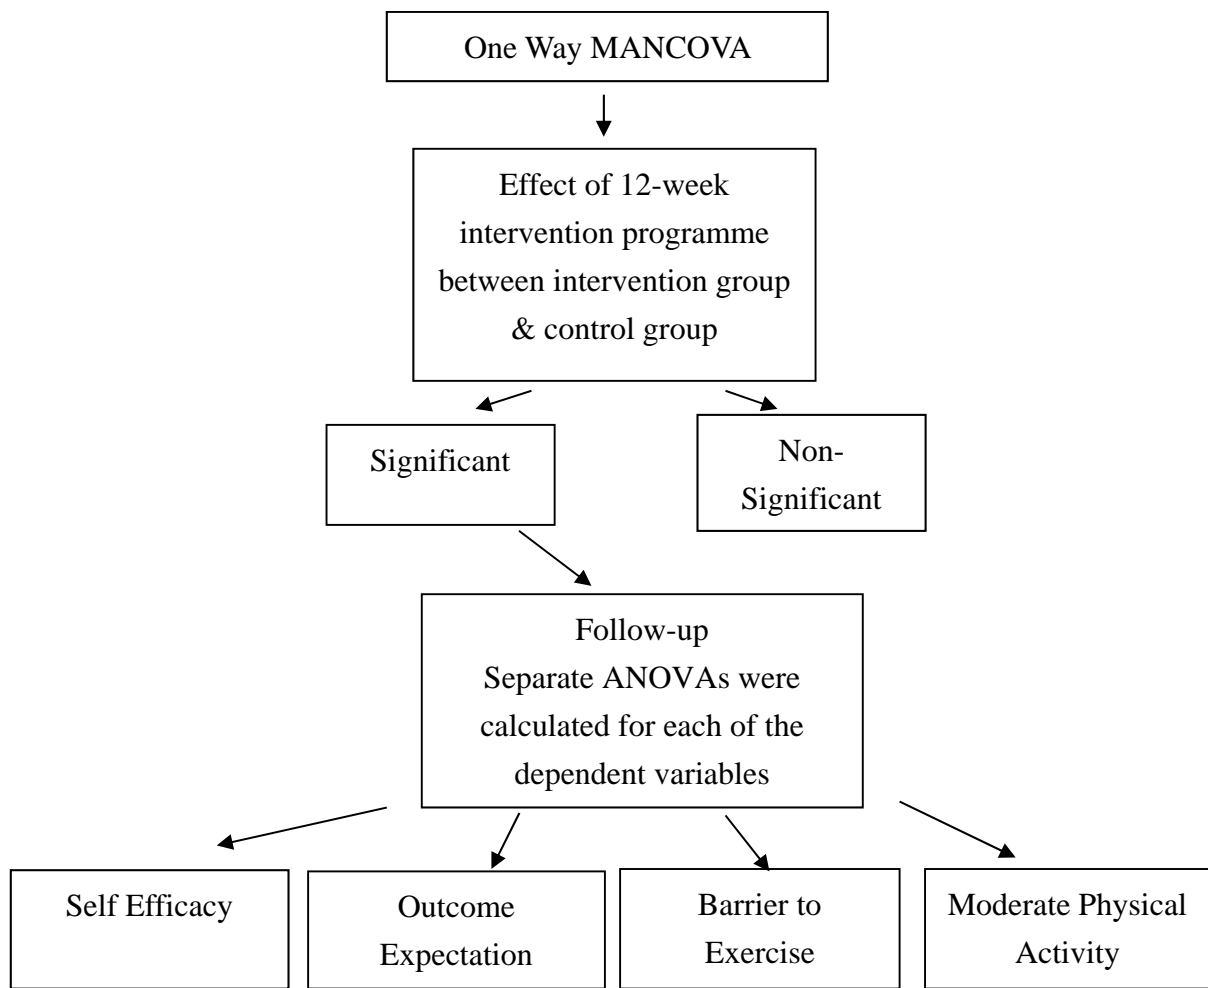 One Way MANCOVA
Effect of 12-week
intervention programme
between intervention group
& control group
Significant
Non-
Significant
Follow-up
Separate ANOVAs were
calculated for each of the
dependent variables
Self Efficacy
Outcome
Expectation
Barrier to
Exercise
Moderate Physical
Activity